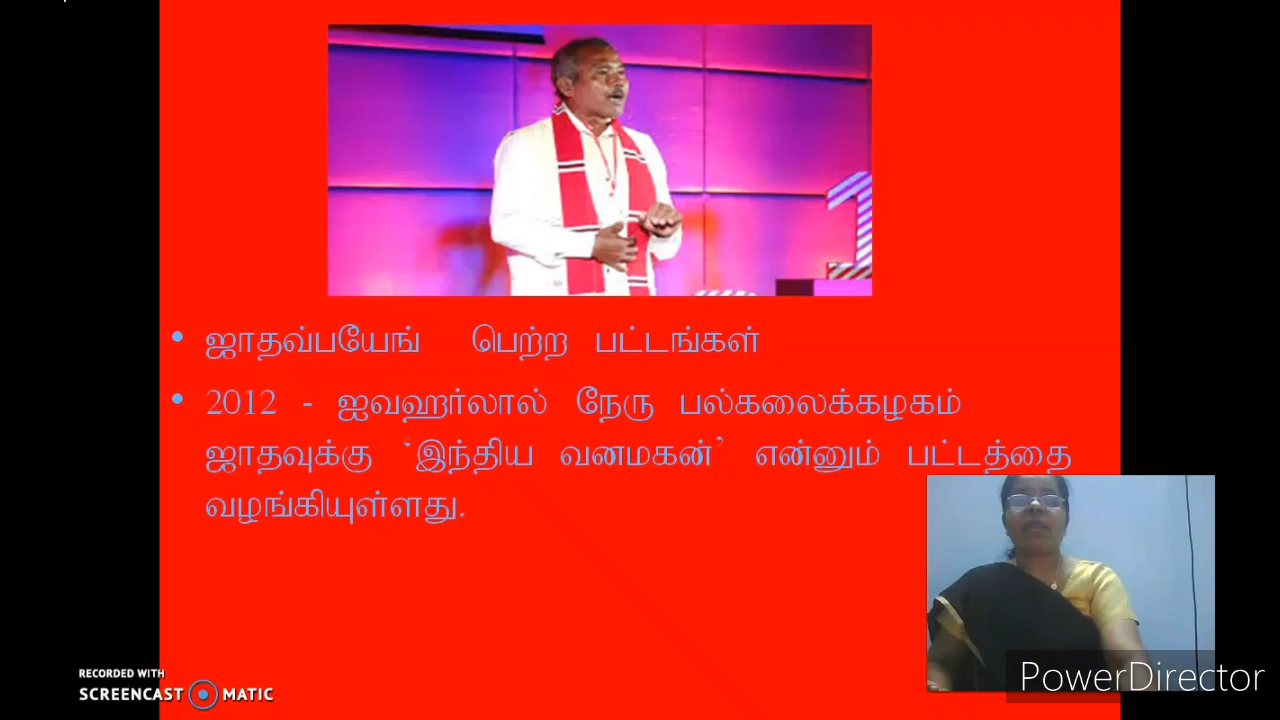 ஜாதவ்பயேங் பெற்ற பட்டங்கள்
2012 - ஜவஹர்லால் நேரு பல்கலைக்கழகம்
ஜாதவுக்கு ‘இந்திய வனமகன்’ என்னும் பட்டத்தை
வழங்கியுள்ளது.
RECORDED WITH
SCREENCAST MATIC
PowerDirector